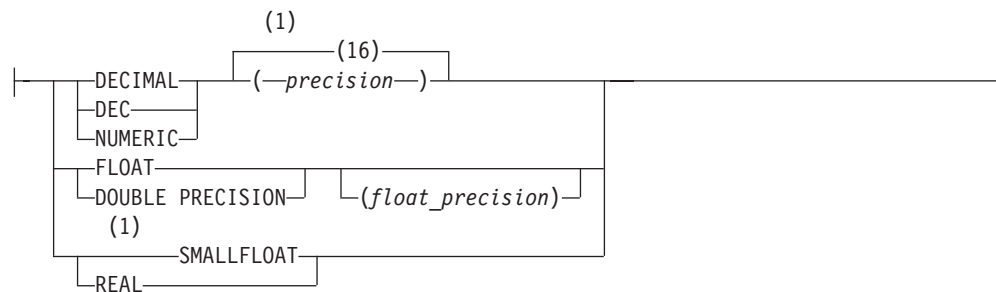 (1)
(16)
DECIMAL ( precision )
DEC
NUMERIC
FLOAT
DOUBLE PRECISION (float_precision)
(1)
SMALLFLOAT
REAL